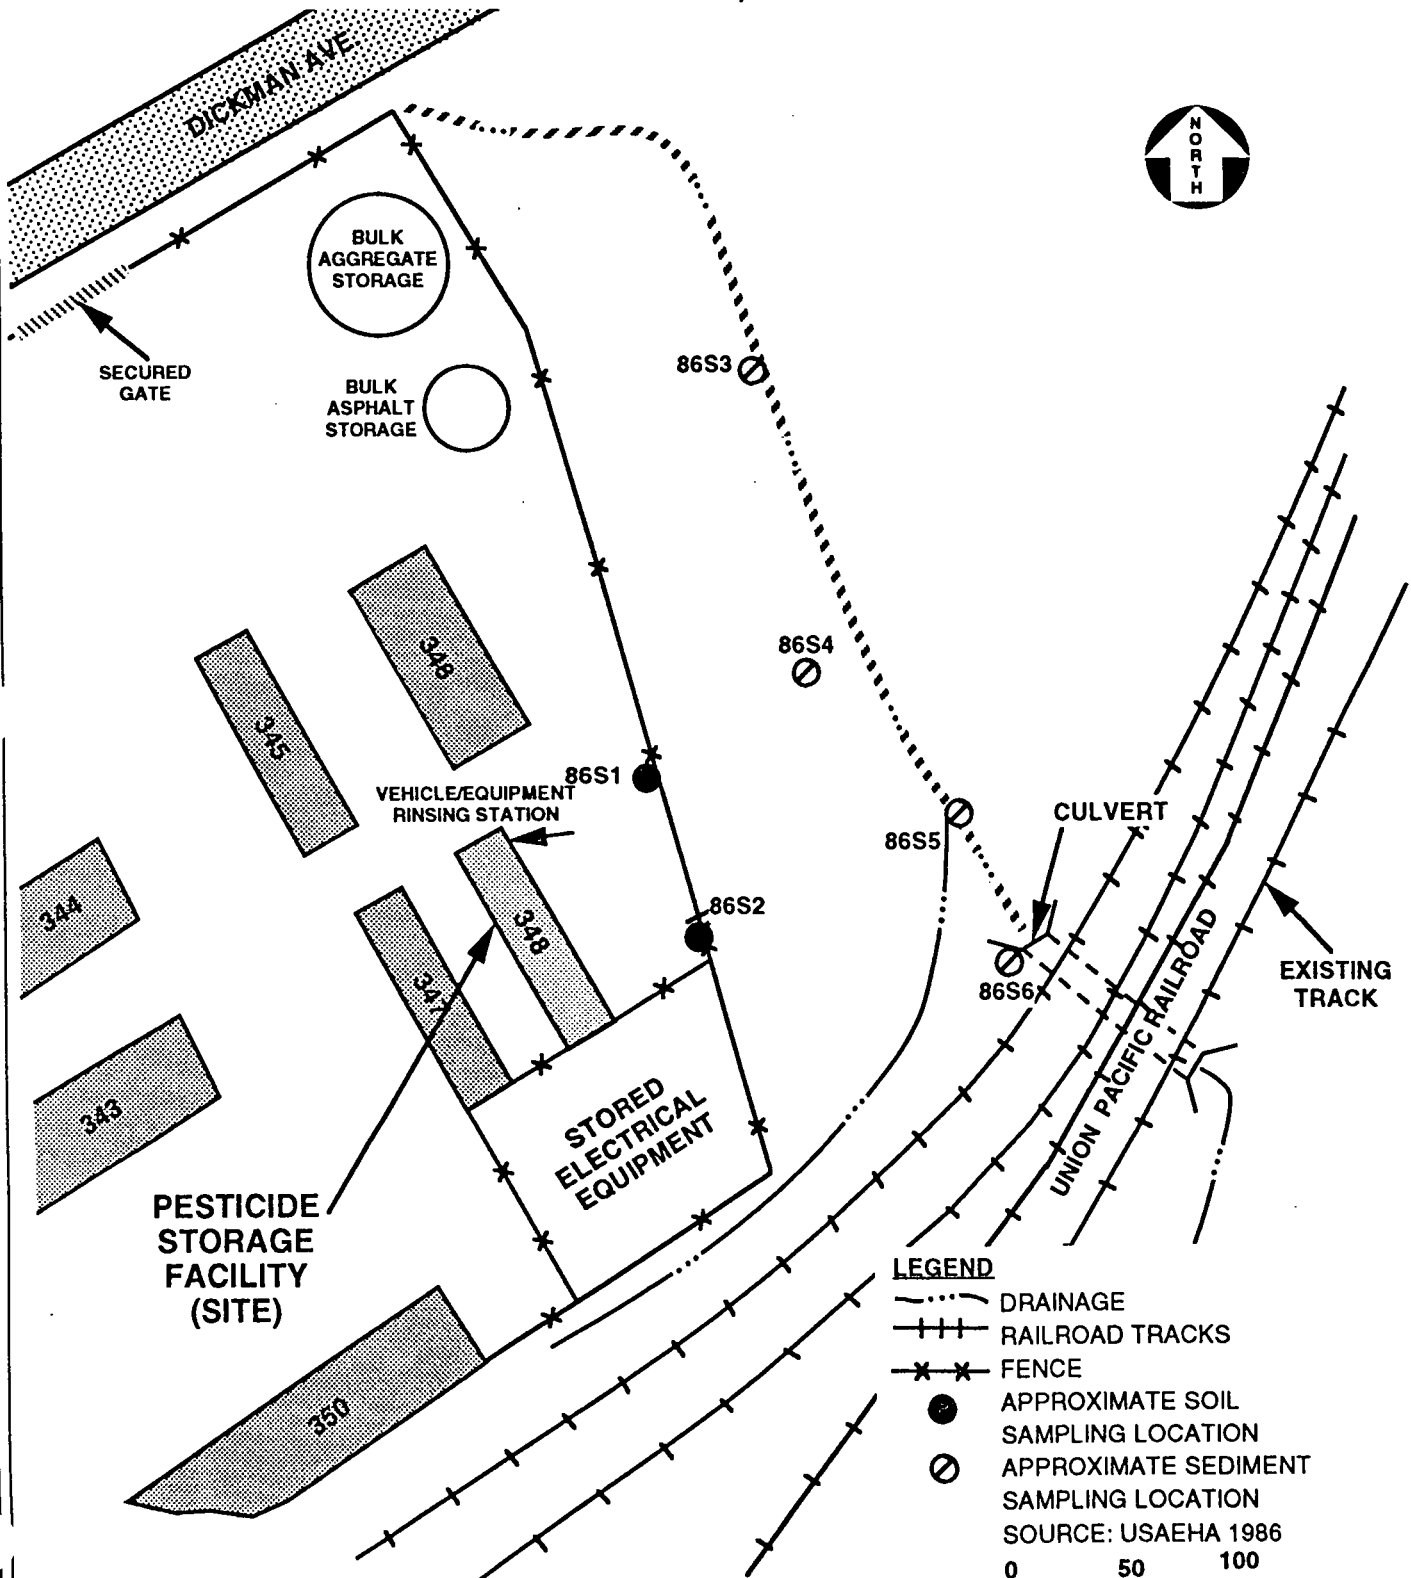 DICKMAN AVE
NORTH
BULK
AGGREGATE
STORAGE
SECURED
GATE
BULK
ASPHALT
STORAGE
86S3
86S4
348
345
86S1
VEHICLE/EQUIPMENT
RINSING STATION
CULVERT
86S5
344
86S2
348
347
86S6
UNION PACIFIC RAILROAD
EXISTING
TRACK
343
STORED
ELECTRICAL
EQUIPMENT
PESTICIDE
STORAGE
FACILITY
(SITE)
350
LEGEND
DRAINAGE
RAILROAD TRACKS
FENCE
APPROXIMATE SOIL
SAMPLING LOCATION
APPROXIMATE SEDIMENT
SAMPLING LOCATION
SOURCE: USAEHA 1986
0 50 100